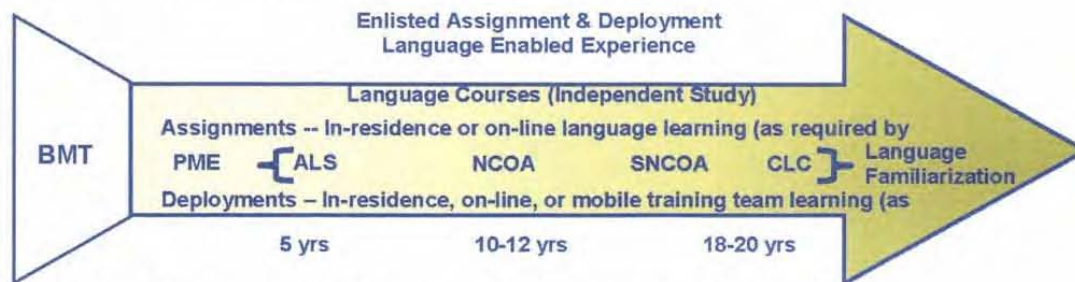 Enlisted Assignment & Deployment
Language Enabled Experience
Language Courses (Independent Study)
Assignments -- In-residence or on-line language learning (as required by
BMT
PME ALS NCOA SNCOA CLC Language
Familiarization
Deployments – In-residence, on-line, or mobile training team learning (as
5 yrs 10-12 yrs 18-20 yrs